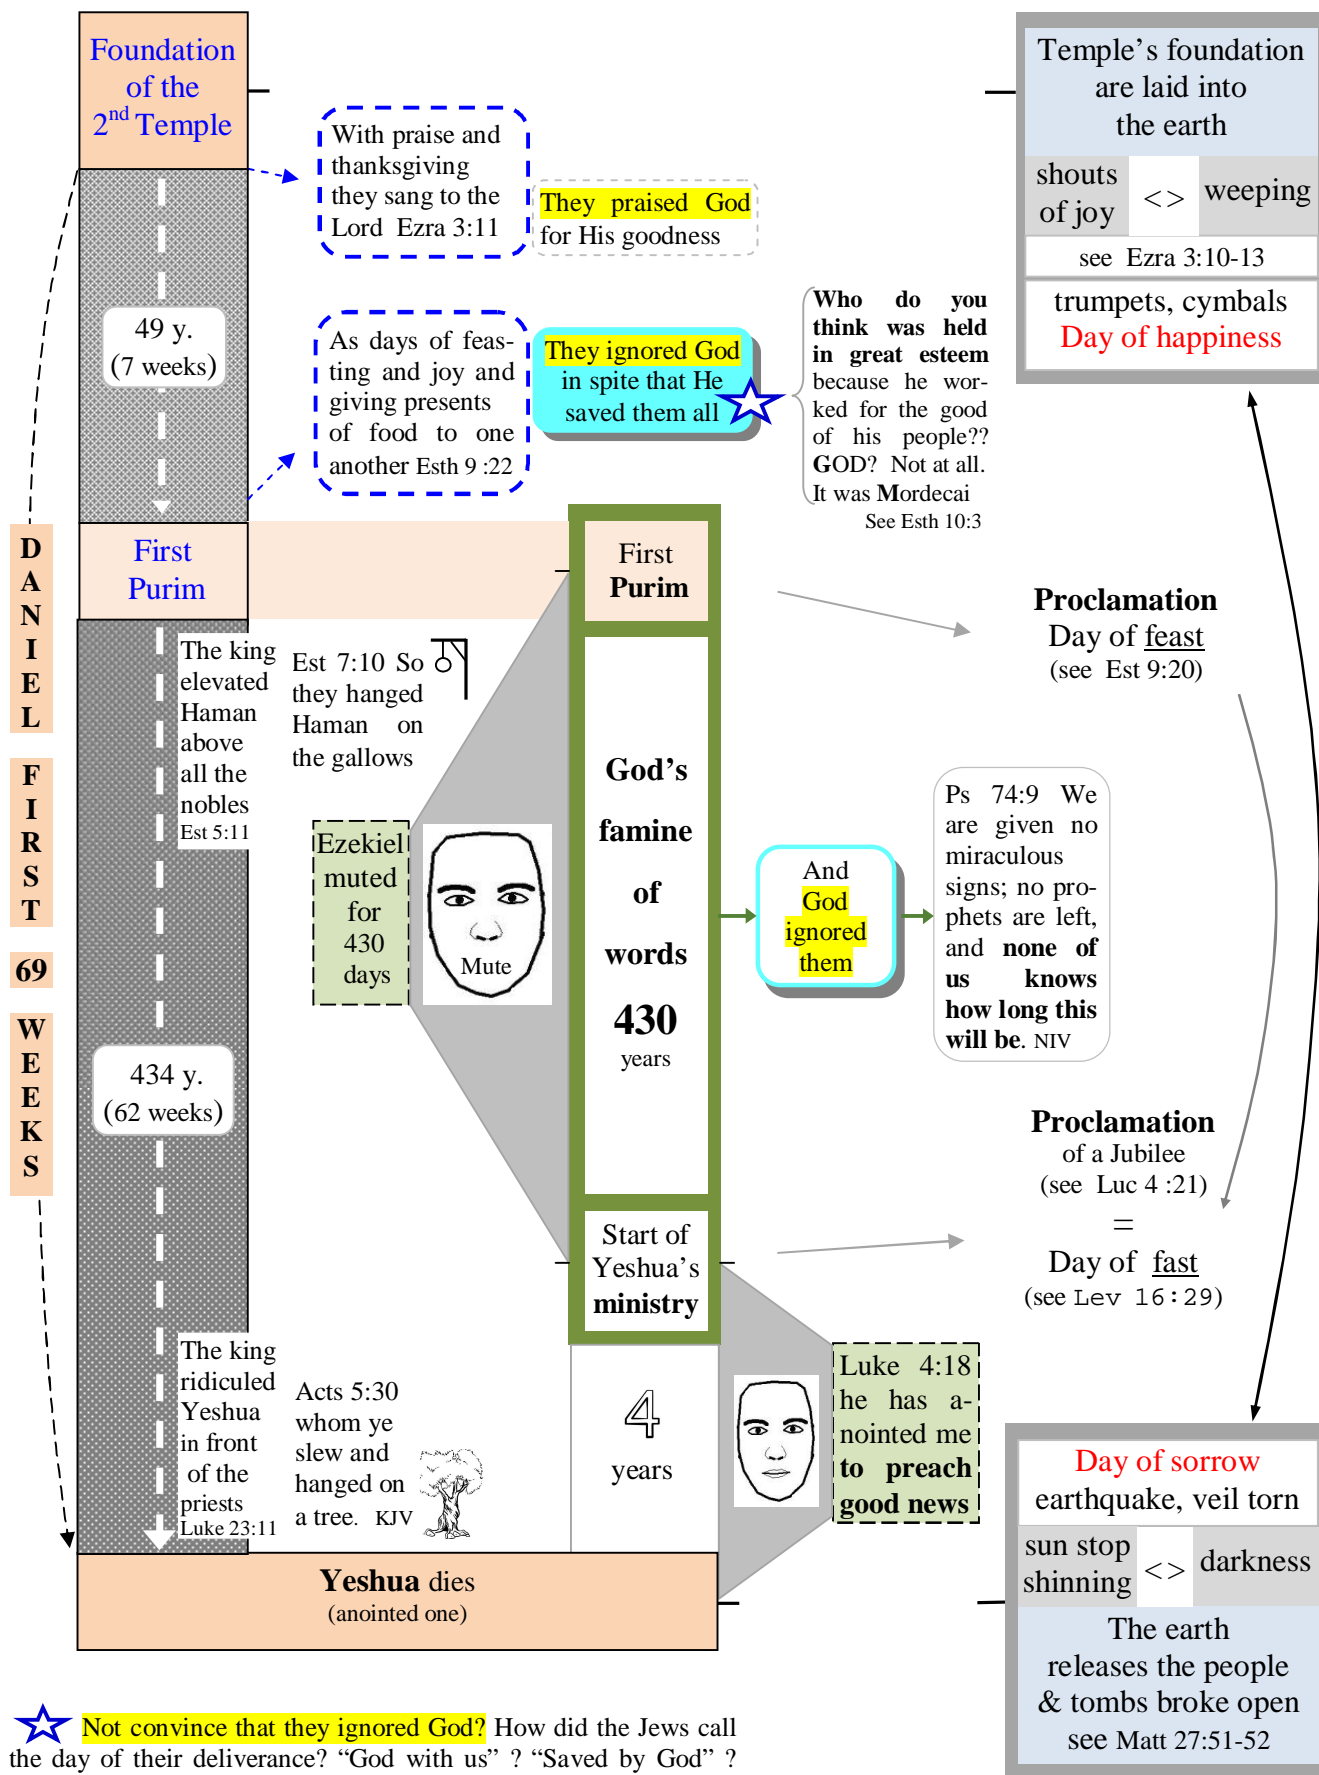 Foundation
of the
2nd Temple
Temple’s foundation
are laid into
the earth
shouts
of joy
<>
weeping
see Ezra 3:10-13
trumpets, cymbals
Day of happiness
With praise and
thanksgiving
they sang to the
Lord Ezra 3:11
They praised God
for His goodness
49 y.
(7 weeks)
As days of feas-
ting and joy and
giving presents
of food to one
another Esth 9 :22
They ignored God
in spite that He
saved them all
Who do you
think was held
in great esteem
because he wor-
ked for the good
of his people??
GOD? Not at all.
It was Mordecai
See Esth 10:3
DANIEL
FIRST
69
WEEKS
First
Purim
First
Purim
Proclamation
Day of feast
(see Est 9:20)
The king
elevated
Haman
above
all the
nobles
Est 5:11
Est 7:10 So
they hanged
Haman on
the gallows
God’s
famine
of
words
430
years
Ezekiel
muted
for
430
days
Mute
And
God
ignored
them
Ps 74:9 We
are given no
miraculous
signs; no pro-
phets are left,
and none of
us knows
how long this
will be. NIV
434 y.
(62 weeks)
Proclamation
of a Jubilee
(see Luc 4 :21)
=
Day of fast
(see Lev 16:29)
Start of
Yeshua’s
ministry
The king
ridiculed
Yeshua
in front
of the
priests
Luke 23:11
Acts 5:30
whom ye
slew and
hanged on
a tree. KJV
4
years
Luke 4:18
he has a-
nointed me
to preach
good news
Day of sorrow
earthquake, veil torn
sun stop
shinning
<>
darkness
The earth
releases the people
& tombs broke open
see Matt 27:51-52
Yeshua dies
(anointed one)
Not convince that they ignored God? How did the Jews call
the day of their deliverance? “God with us” ? “Saved by God” ?